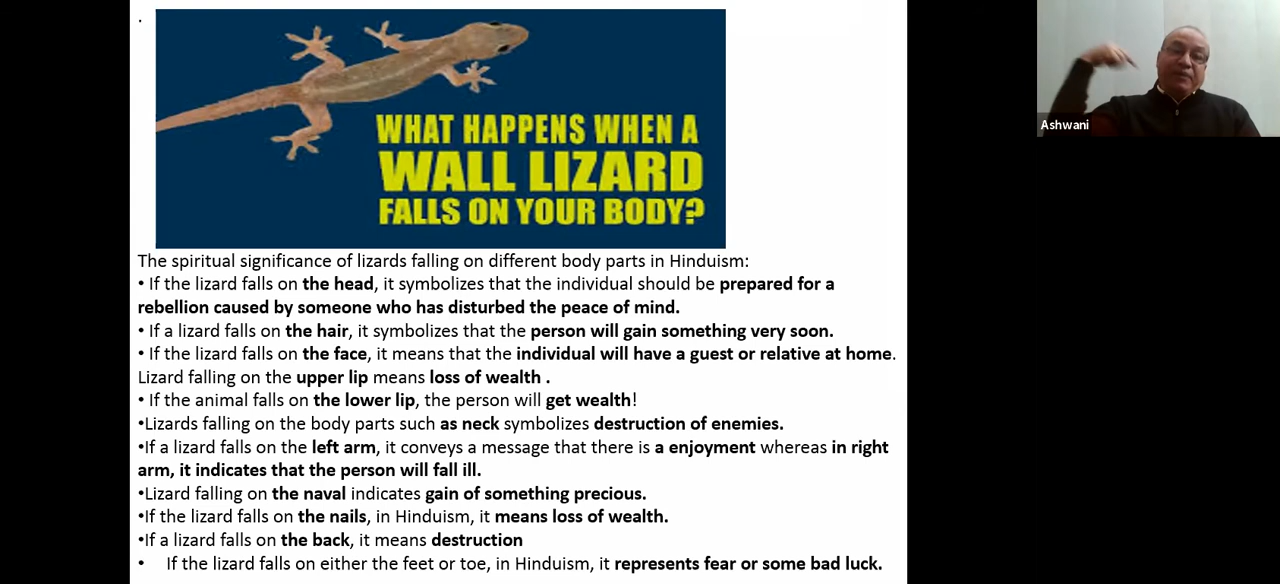 .
WHAT HAPPENS WHEN A
WALL LIZARD
FALLS ON YOUR BODY?
The spiritual significance of lizards falling on different body parts in Hinduism:
• If the lizard falls on the head, it symbolizes that the individual should be prepared for a
rebellion caused by someone who has disturbed the peace of mind.
• If a lizard falls on the hair, it symbolizes that the person will gain something very soon.
• If the lizard falls on the face, it means that the individual will have a guest or relative at home.
Lizard falling on the upper lip means loss of wealth .
• If the animal falls on the lower lip, the person will get wealth!
•Lizards falling on the body parts such as neck symbolizes destruction of enemies.
•If a lizard falls on the left arm, it conveys a message that there is a enjoyment whereas in right
arm, it indicates that the person will fall ill.
•Lizard falling on the naval indicates gain of something precious.
•If the lizard falls on the nails, in Hinduism, it means loss of wealth.
•If a lizard falls on the back, it means destruction
• If the lizard falls on either the feet or toe, in Hinduism, it represents fear or some bad luck.
Ashwani